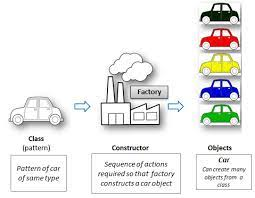 Factory
Class
(pattern)
Constructor
Objects
Pattern of car
of same type
Sequence of actions
required so that factory
constructs a car object
Car
Can create many
objects from a
class